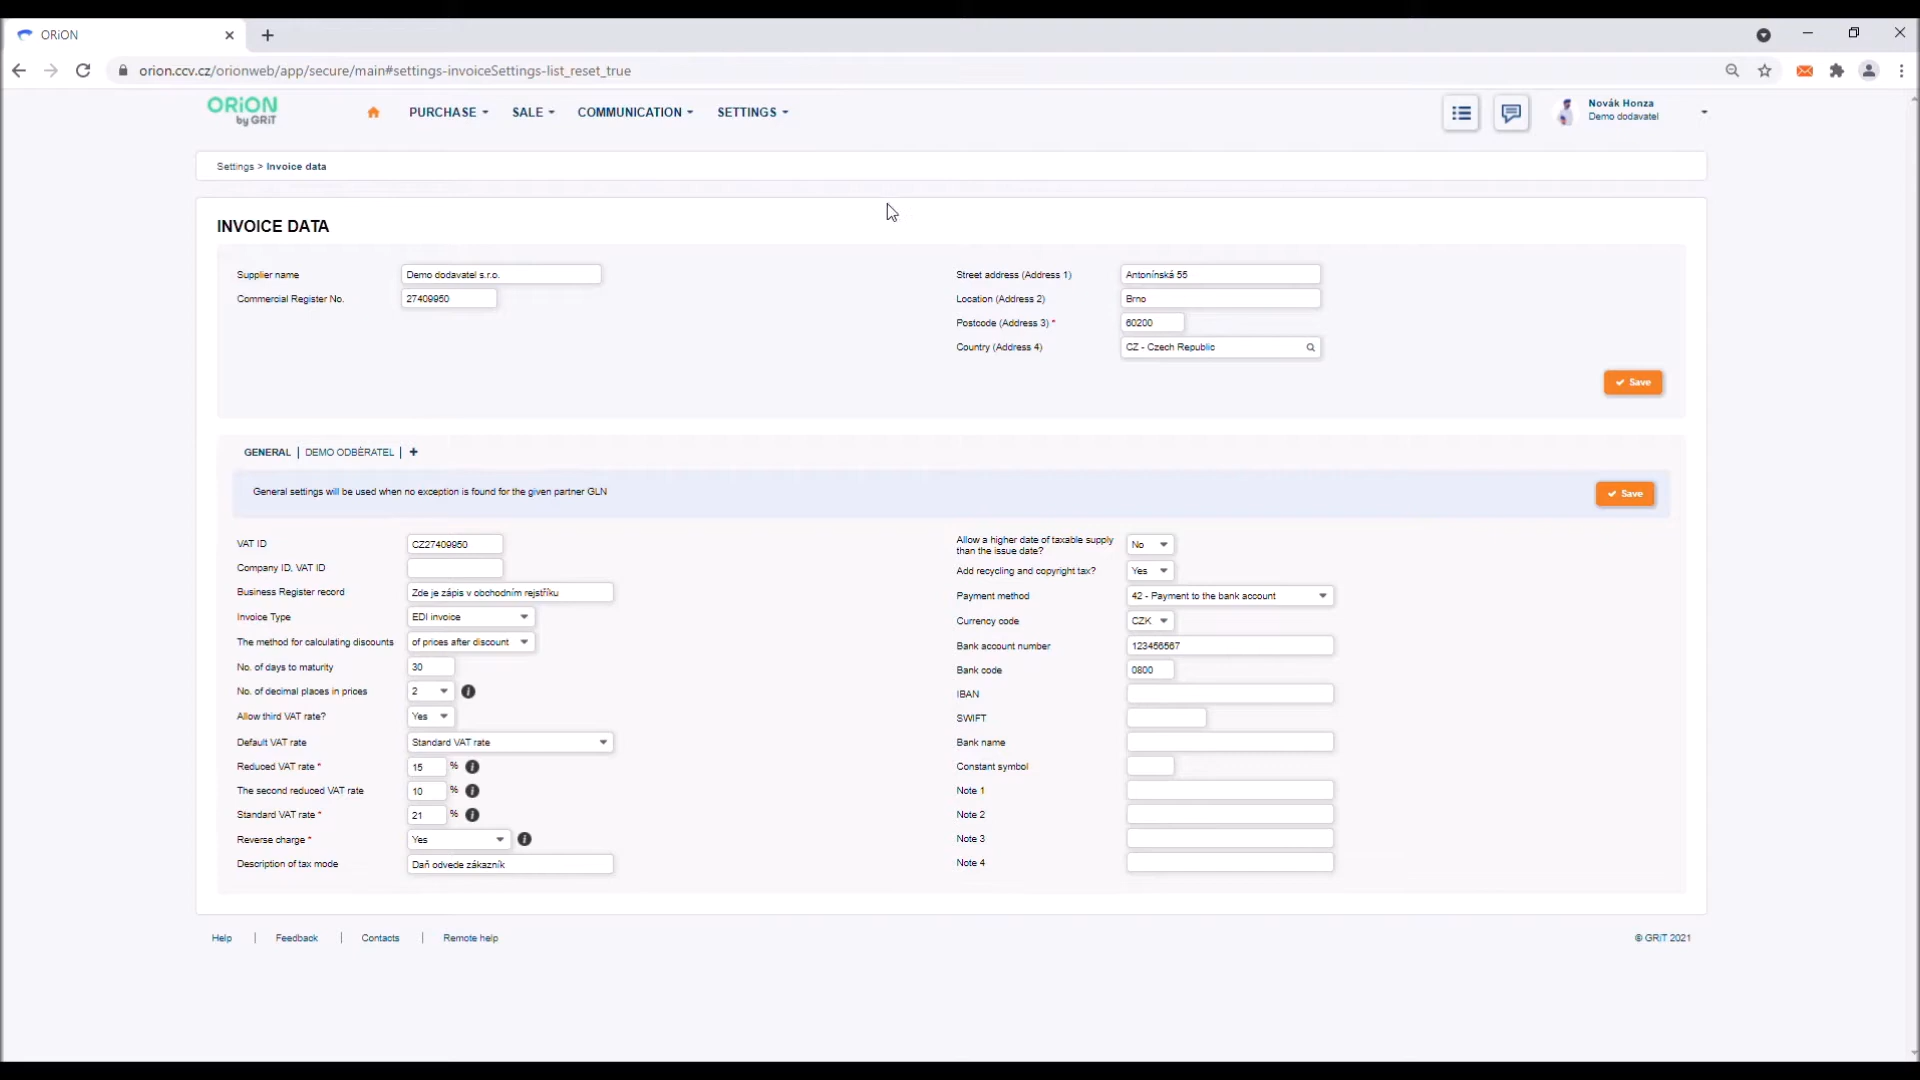 ORiON
orion.ccv.cz/orionweb/app/secure/main#settings-invoiceSettings-list_reset_true
ORiON
by GRiT
PURCHASE
SALE
COMMUNICATION
SETTINGS
Novák Honza
Demo dodavatel
Settings > Invoice data
INVOICE DATA
Supplier name
Demo dodavatel s.r.o.
Commercial Register No.
27409950
Street address (Address 1)
Antonínská 55
Location (Address 2)
Brno
Postcode (Address 3) *
60200
Country (Address 4)
CZ - Czech Republic
Save
GENERAL | DEMO ODBĚRATEL | +
General settings will be used when no exception is found for the given partner GLN
Save
VAT ID
CZ27409950
Company ID, VAT ID
Business Register record
Zde je zápis v obchodním rejstříku
Invoice Type
EDI invoice
The method for calculating discounts
of prices after discount
No. of days to maturity
30
No. of decimal places in prices
2
Allow third VAT rate?
Yes
Default VAT rate
Standard VAT rate
Reduced VAT rate *
15 %
The second reduced VAT rate
10 %
Standard VAT rate *
21 %
Reverse charge *
Yes
Description of tax mode
Daň odvede zákazník
Allow a higher date of taxable supply
than the issue date?
No
Add recycling and copyright tax?
Yes
Payment method
42 - Payment to the bank account
Currency code
CZK
Bank account number
123456567
Bank code
0800
IBAN
SWIFT
Bank name
Constant symbol
Note 1
Note 2
Note 3
Note 4
Help | Feedback | Contacts | Remote help
© GRiT 2021